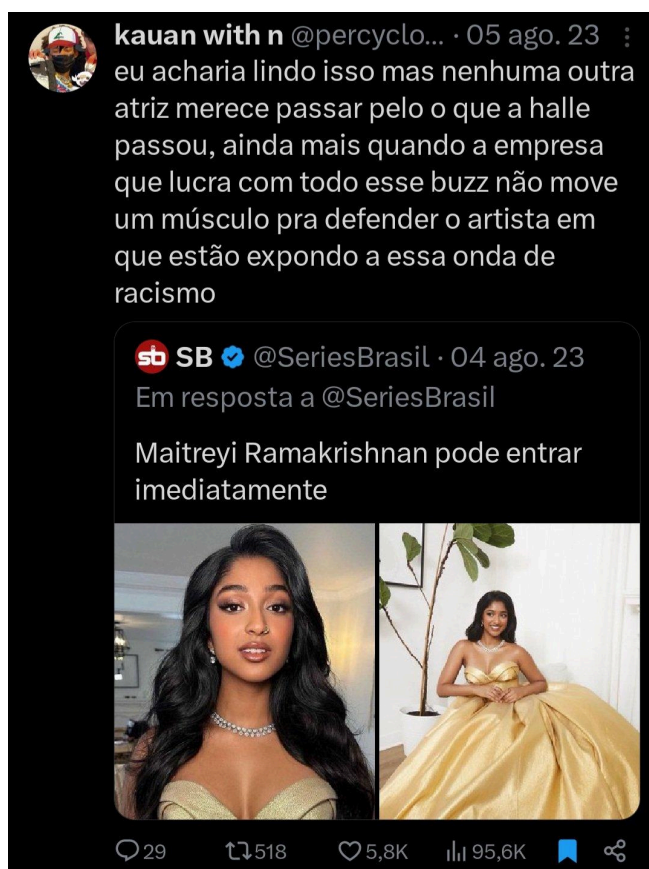 kauan with n @percyclo... · 05 ago. 23
eu acharia lindo isso mas nenhuma outra
atriz merece passar pelo o que a halle
passou, ainda mais quando a empresa
que lucra com todo esse buzz não move
um músculo pra defender o artista em
que estão expondo a essa onda de
racismo
sb SB @SeriesBrasil · 04 ago. 23
Em resposta a @SeriesBrasil
Maitreyi Ramakrishnan pode entrar
imediatamente
29 518 5,8K 95,6K